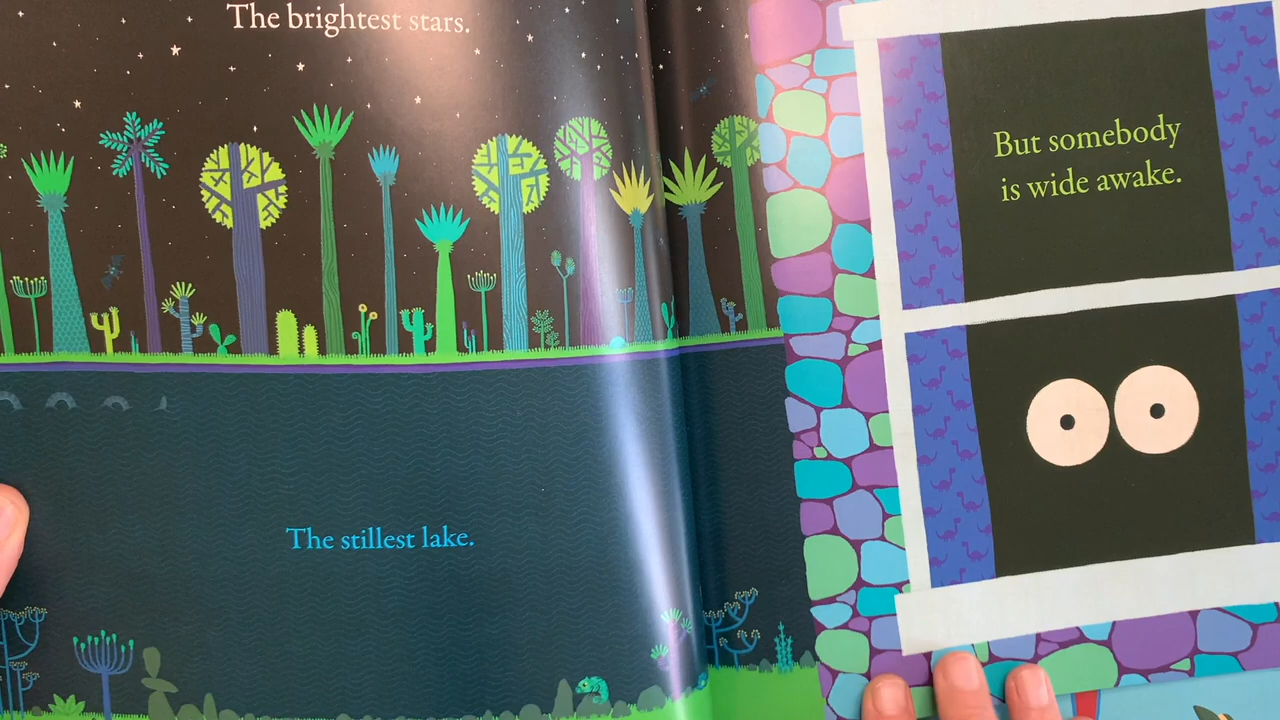 The brightest stars.
The stillest lake.
But somebody
is wide awake.